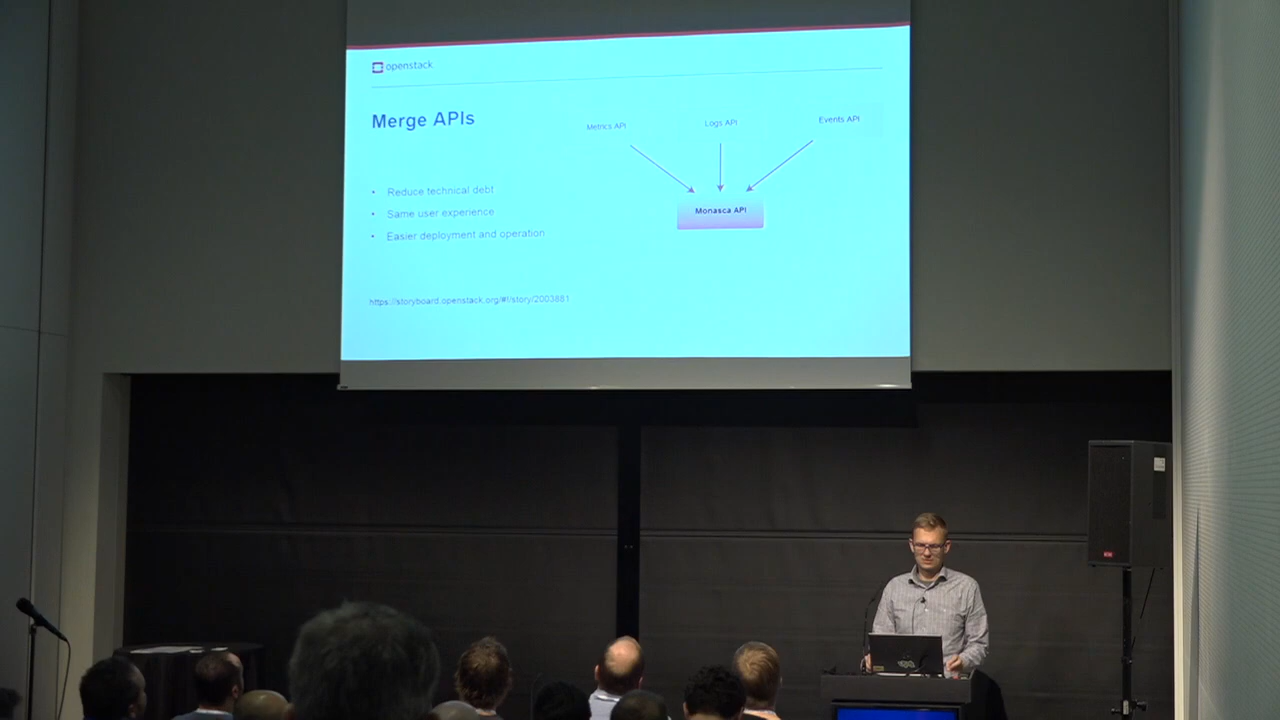 openstack.
Merge APIs
Metrics API
Logs API
Events API
• Reduce technical debt
• Same user experience
• Easier deployment and operation
Monasca API
https://storyboard.openstack.org/#!/story/2003881